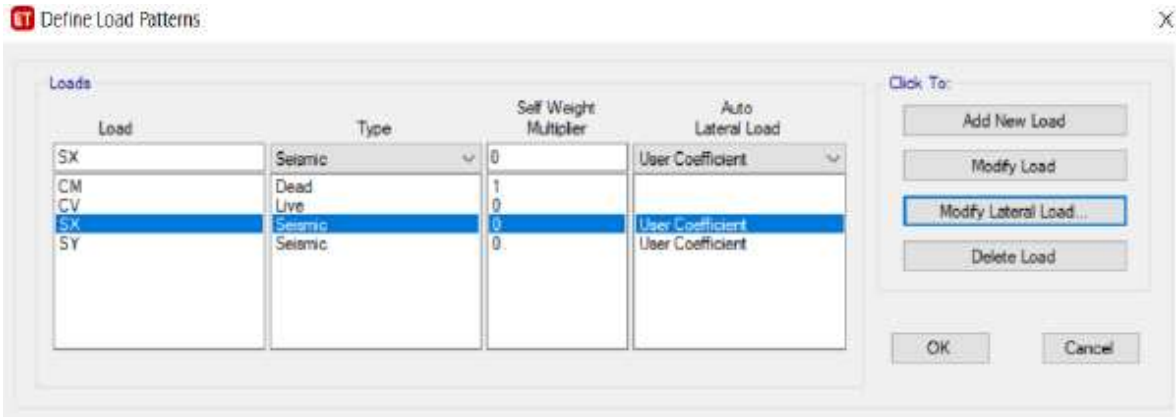 ET Define Load Patterns X
Loads
Click To:
Load Type Self Weight Multiplier Auto Lateral Load
Add New Load
SX Seismic 0 User Coefficient
Modify Load
CM Dead 1
CV Live 0
SX Seismic 0 User Coefficient
SY Seismic 0 User Coefficient
Modify Lateral Load...
Delete Load
OK Cancel